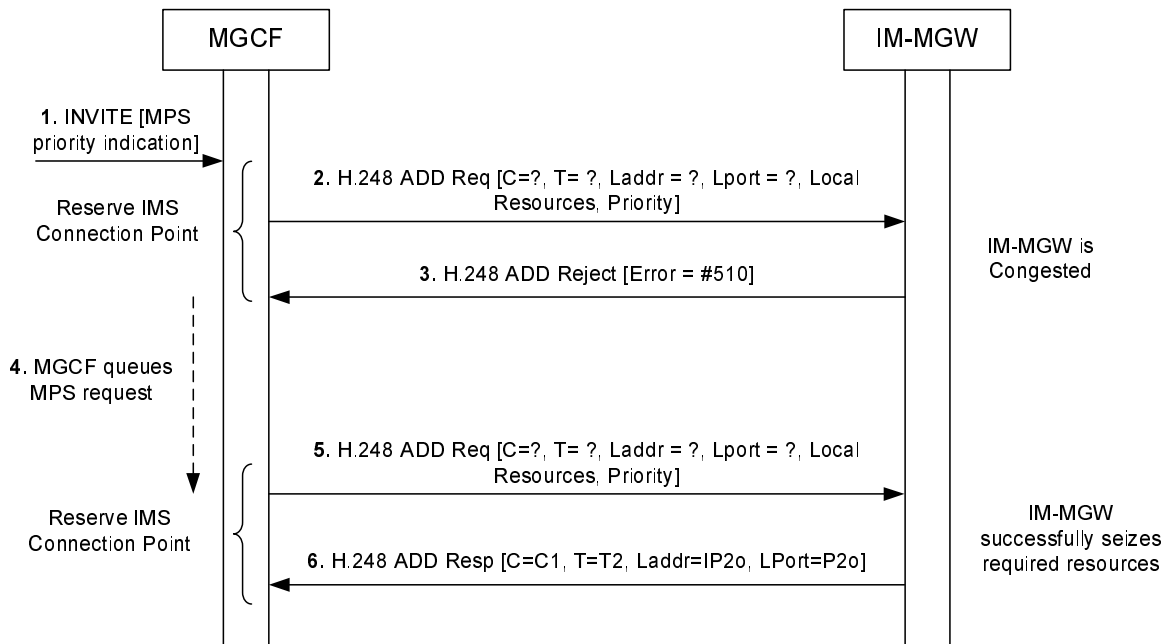 MGCF
IM-MGW
1. INVITE [MPS
priority indication]
2. H.248 ADD Req [C=?, T= ?, Laddr = ?, Lport = ?, Local
Resources, Priority]
Reserve IMS
Connection Point
IM-MGW is
Congested
3. H.248 ADD Reject [Error = #510]
4. MGCF queues
MPS request
5. H.248 ADD Req [C=?, T= ?, Laddr = ?, Lport = ?, Local
Resources, Priority]
Reserve IMS
Connection Point
IM-MGW
successfully seizes
required resources
6. H.248 ADD Resp [C=C1, T=T2, Laddr=IP2o, LPort=P2o]